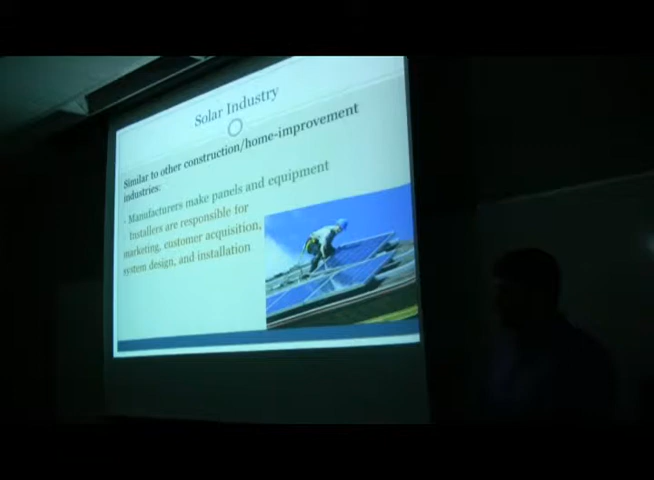 Solar Industry
Similar to other construction/home-improvement
industries:
· Manufacturers make panels and equipment
· Installers are responsible for
marketing, customer acquisition,
system design, and installation